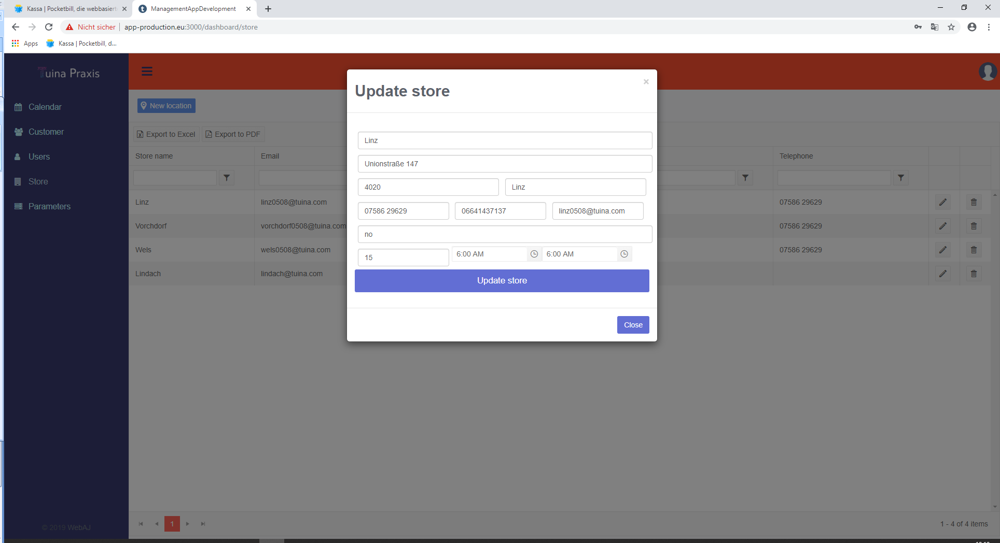 Kassa | Pocketbill, die webbasiert
ManagementAppDevelopment
Nicht sicher
app-production.eu:3000/dashboard/store
Apps
Kassa | Pocketbill, d...
Tuina Praxis
Calendar
Customer
Users
Store
Parameters
© 2019 WebAJ
New location
Export to Excel
Export to PDF
Store name
Email
Telephone
Linz
linz0508@tuina.com
07586 29629
Vorchdorf
vorchdorf0508@tuina.com
07586 29629
Wels
wels0508@tuina.com
07586 29629
Lindach
lindach@tuina.com
1
1 - 4 of 4 items
Update store
×
Linz
Unionstraße 147
4020
Linz
07586 29629
06641437137
linz0508@tuina.com
no
15
6:00 AM
6:00 AM
Update store
Close